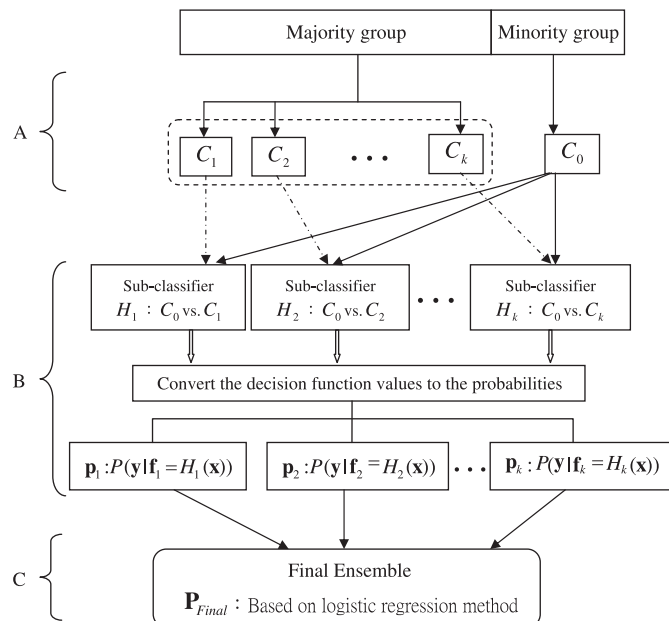 Majority group Minority group
A
C₁ C₂ • • • Cₖ C₀
Sub-classifier Sub-classifier Sub-classifier
H₁ : C₀ vs. C₁ H₂ : C₀ vs. C₂ • • • Hₖ : C₀ vs. Cₖ
B
Convert the decision function values to the probabilities
p₁ : P(y | f₁ = H₁(x)) p₂ : P(y | f₂ = H₂(x)) • • • pₖ : P(y | fₖ = Hₖ(x))
C
Final Ensemble
P_Final : Based on logistic regression method